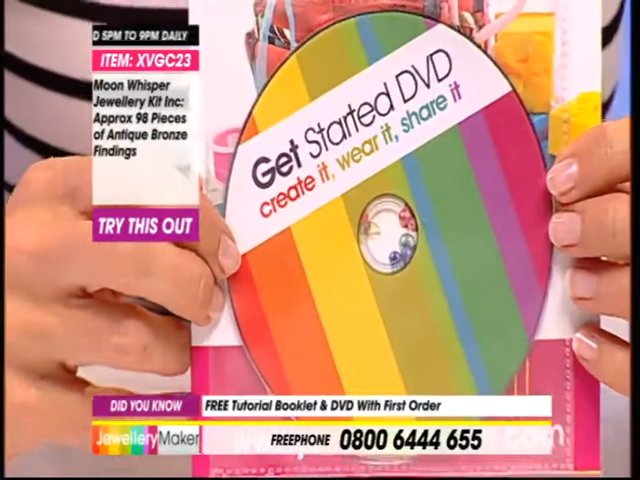 D 5PM TO 9PM DAILY
ITEM: XVGC23
Moon Whisper
Jewellery Kit Inc:
Approx 98 Pieces
of Antique Bronze
Findings
TRY THIS OUT
Get Started DVD
create it, wear it, share it
DID YOU KNOW
FREE Tutorial Booklet & DVD With First Order
JewelleryMaker
FREEPHONE 0800 6444 655